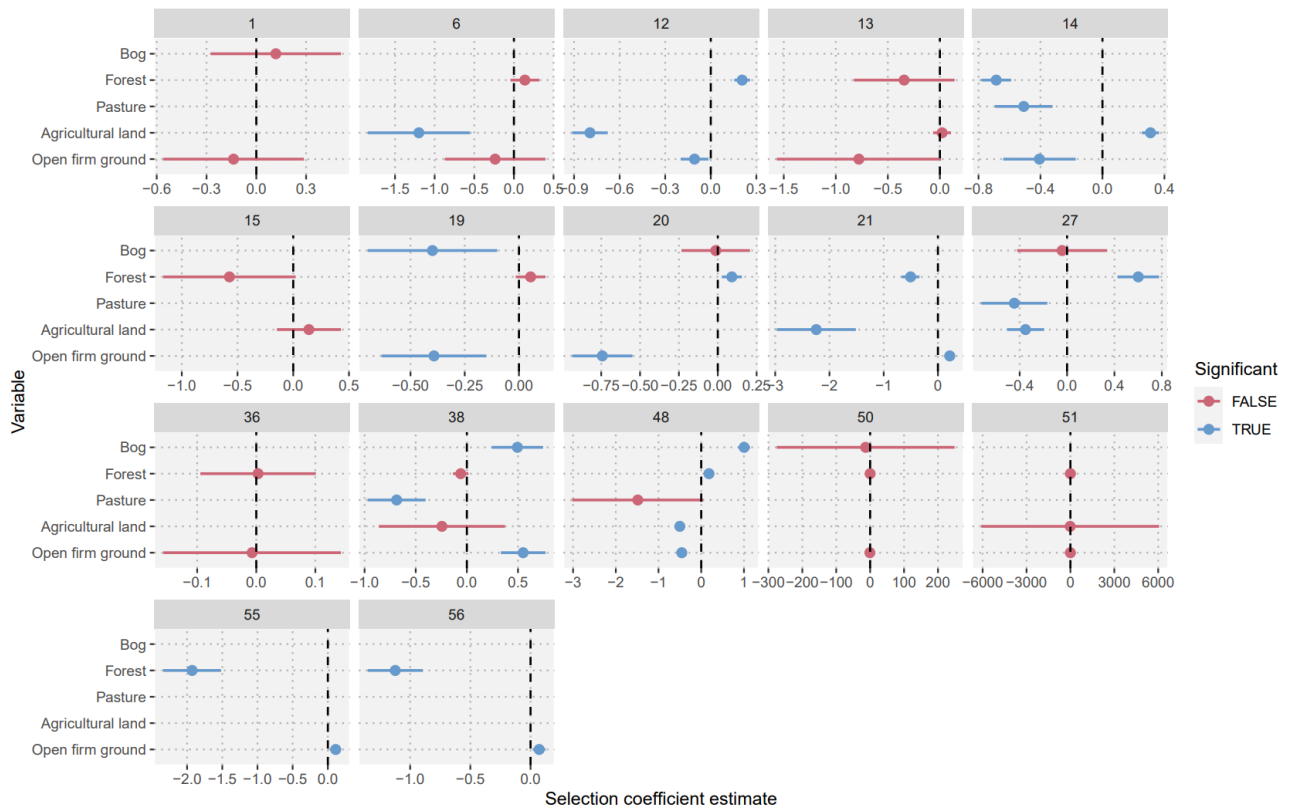 1 6 12 13 14
Bog
Forest
Pasture
Agricultural land
Open firm ground
−0.6 −0.3 0.0 0.3
−1.5 −1.0 −0.5 0.0 0.5
−0.9 −0.6 −0.3 0.0 0.3
−1.5 −1.0 −0.5 0.0
−0.8 −0.4 0.0 0.4
15 19 20 21 27
Bog
Forest
Pasture
Agricultural land
Open firm ground
−1.0 −0.5 0.0 0.5
−0.50 −0.25 0.00
−0.75 −0.50 −0.25 0.00 0.25
−3 −2 −1 0
−0.4 0.0 0.4 0.8
Variable
Significant
FALSE
TRUE
36 38 48 50 51
Bog
Forest
Pasture
Agricultural land
Open firm ground
−0.1 0.0 0.1
−1.0 −0.5 0.0 0.5
−3 −2 −1 0 1
−300 −200 −100 0 100 200
−6000 −3000 0 3000 6000
55 56
Bog
Forest
Pasture
Agricultural land
Open firm ground
−2.0 −1.5 −1.0 −0.5 0.0
−1.0 −0.5 0.0
Selection coefficient estimate